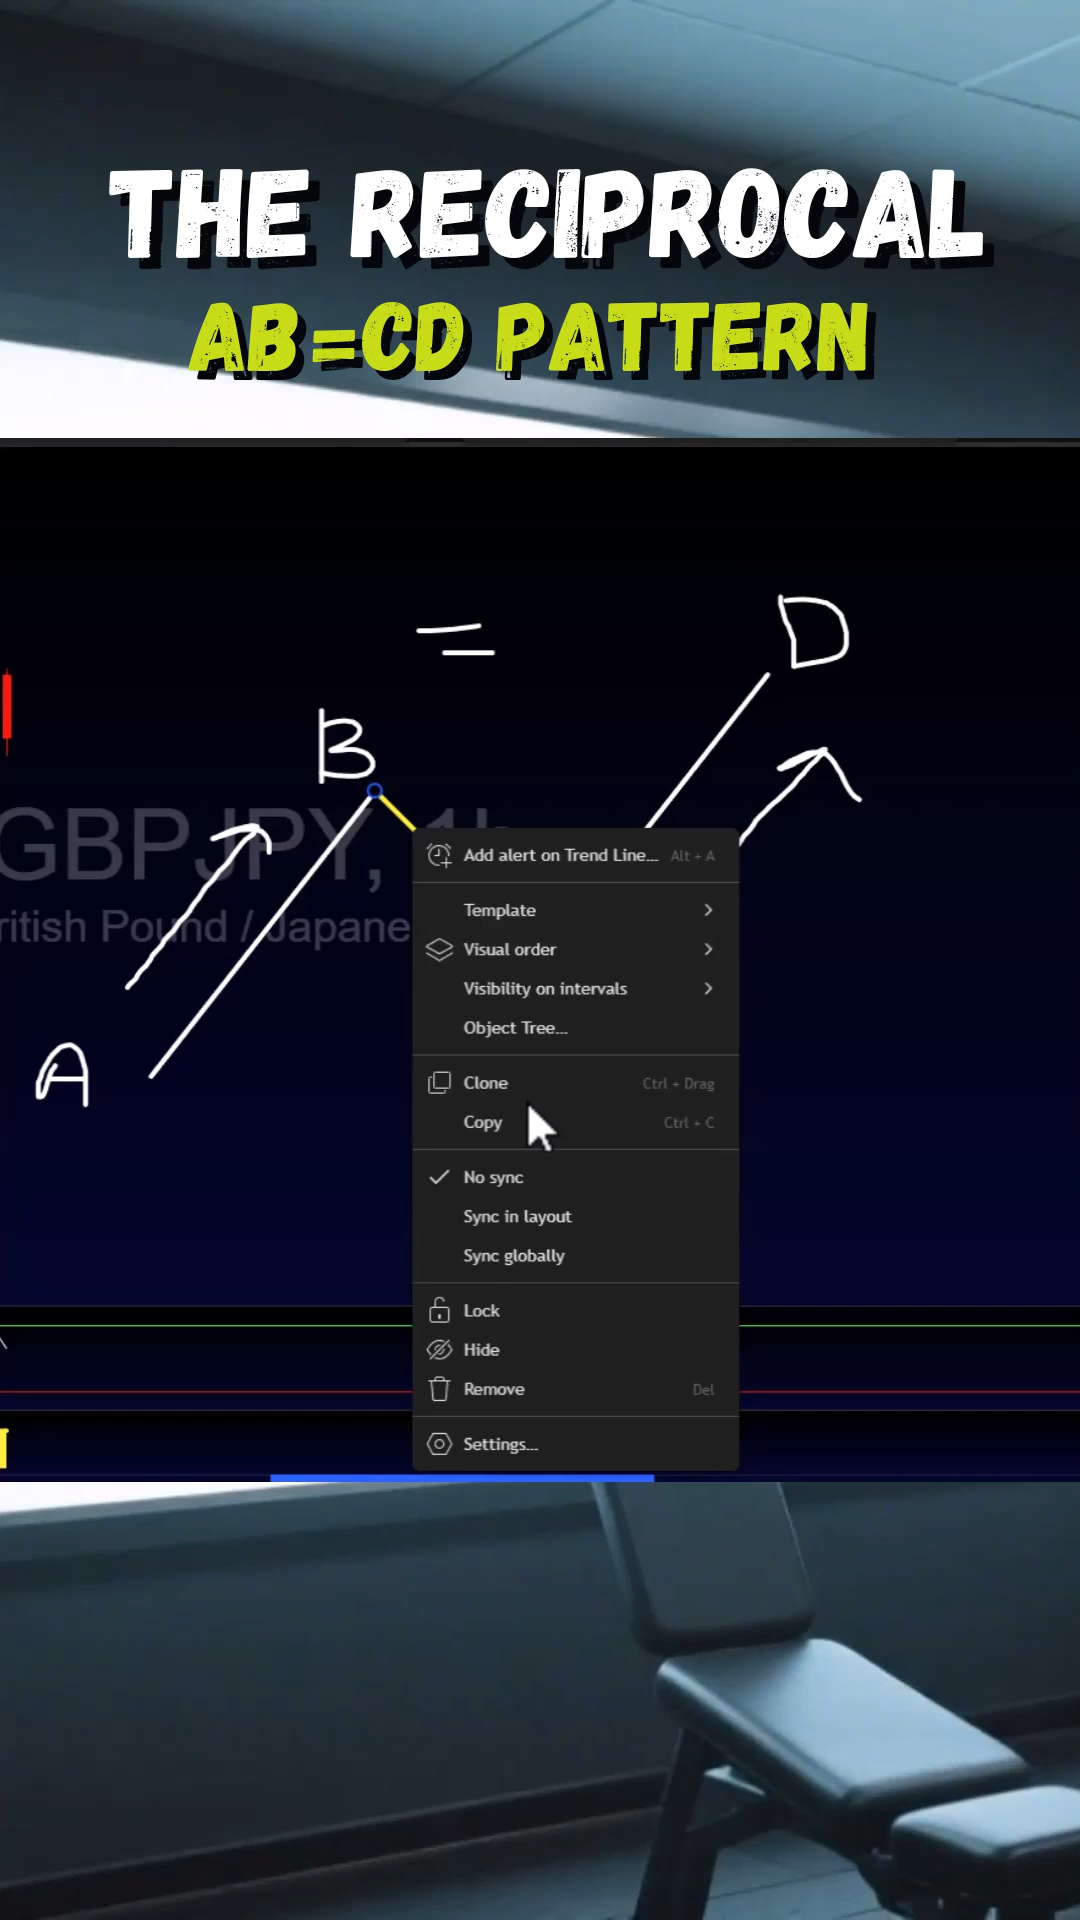 THE RECIPROCAL
AB=CD PATTERN
=
D
B
GBPJPY, 1h
ritish Pound / Japane
A
Add alert on Trend Line... Alt + A
Template
Visual order
Visibility on intervals
Object Tree...
Clone Ctrl + Drag
Copy Ctrl + C
No sync
Sync in layout
Sync globally
Lock
Hide
Remove Del
Settings...